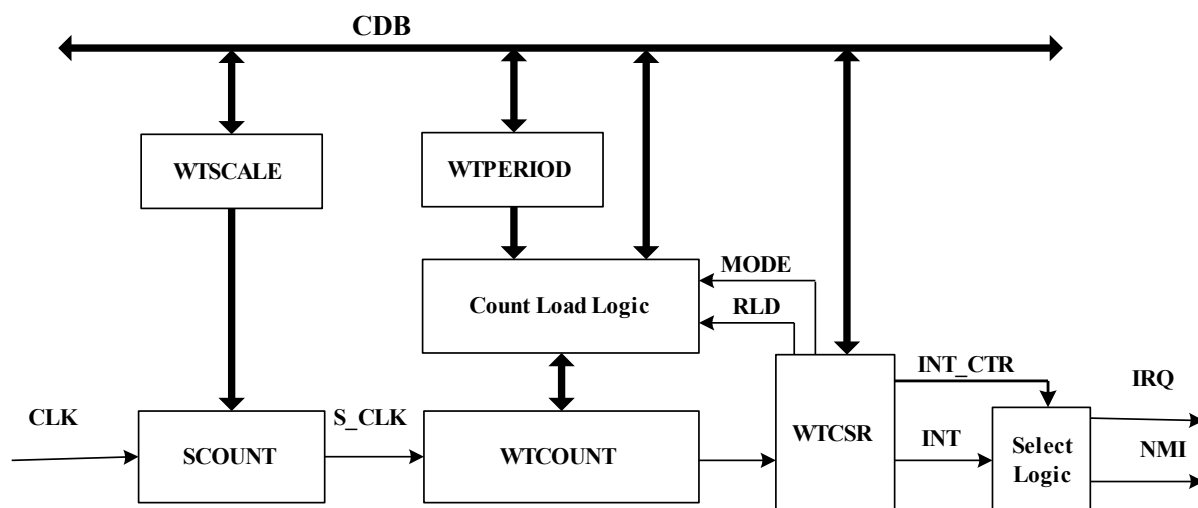 CDB
WTSCALE
WTPERIOD
MODE
Count Load Logic
RLD
INT_CTR
IRQ
CLK
S_CLK
SCOUNT
WTCOUNT
WTCSR
INT
Select
Logic
NMI